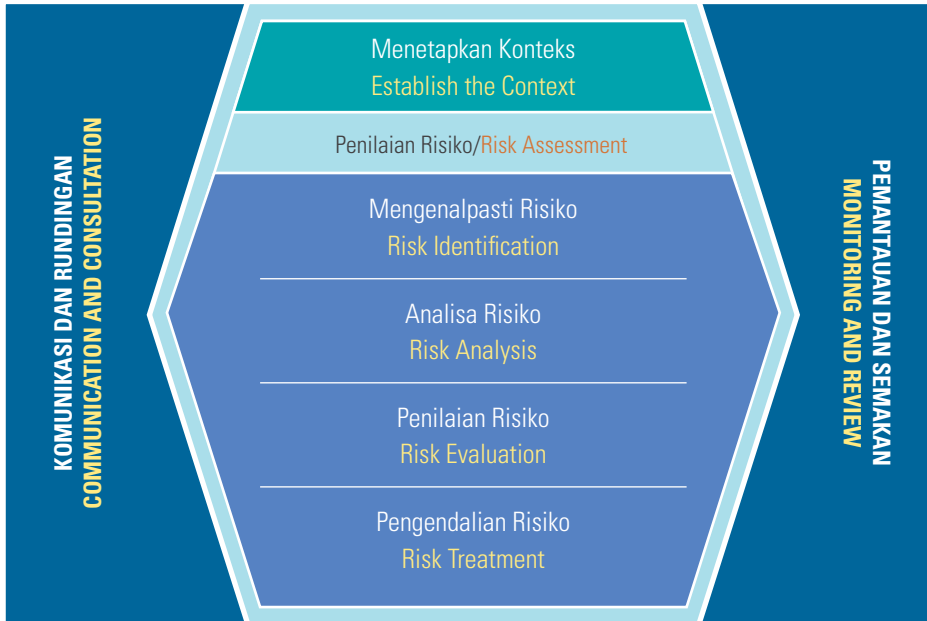 KOMUNIKASI DAN RUNDINGAN
COMMUNICATION AND CONSULTATION
Menetapkan Konteks
Establish the Context
Penilaian Risiko/Risk Assessment
Mengenalpasti Risiko
Risk Identification
Analisa Risiko
Risk Analysis
Penilaian Risiko
Risk Evaluation
Pengendalian Risiko
Risk Treatment
PEMANTAUAN DAN SEMAKAN
MONITORING AND REVIEW